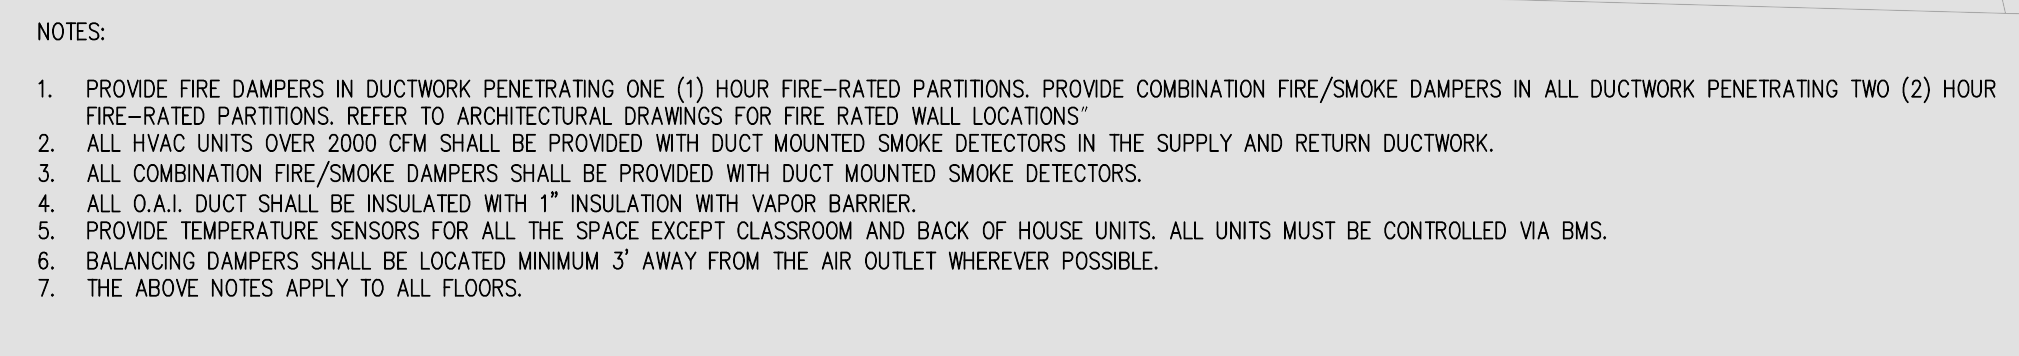 NOTES:
1. PROVIDE FIRE DAMPERS IN DUCTWORK PENETRATING ONE (1) HOUR FIRE-RATED PARTITIONS. PROVIDE COMBINATION FIRE/SMOKE DAMPERS IN ALL DUCTWORK PENETRATING TWO (2) HOUR
FIRE-RATED PARTITIONS. REFER TO ARCHITECTURAL DRAWINGS FOR FIRE RATED WALL LOCATIONS"
2. ALL HVAC UNITS OVER 2000 CFM SHALL BE PROVIDED WITH DUCT MOUNTED SMOKE DETECTORS IN THE SUPPLY AND RETURN DUCTWORK.
3. ALL COMBINATION FIRE/SMOKE DAMPERS SHALL BE PROVIDED WITH DUCT MOUNTED SMOKE DETECTORS.
4. ALL O.A.I. DUCT SHALL BE INSULATED WITH 1” INSULATION WITH VAPOR BARRIER.
5. PROVIDE TEMPERATURE SENSORS FOR ALL THE SPACE EXCEPT CLASSROOM AND BACK OF HOUSE UNITS. ALL UNITS MUST BE CONTROLLED VIA BMS.
6. BALANCING DAMPERS SHALL BE LOCATED MINIMUM 3’ AWAY FROM THE AIR OUTLET WHEREVER POSSIBLE.
7. THE ABOVE NOTES APPLY TO ALL FLOORS.